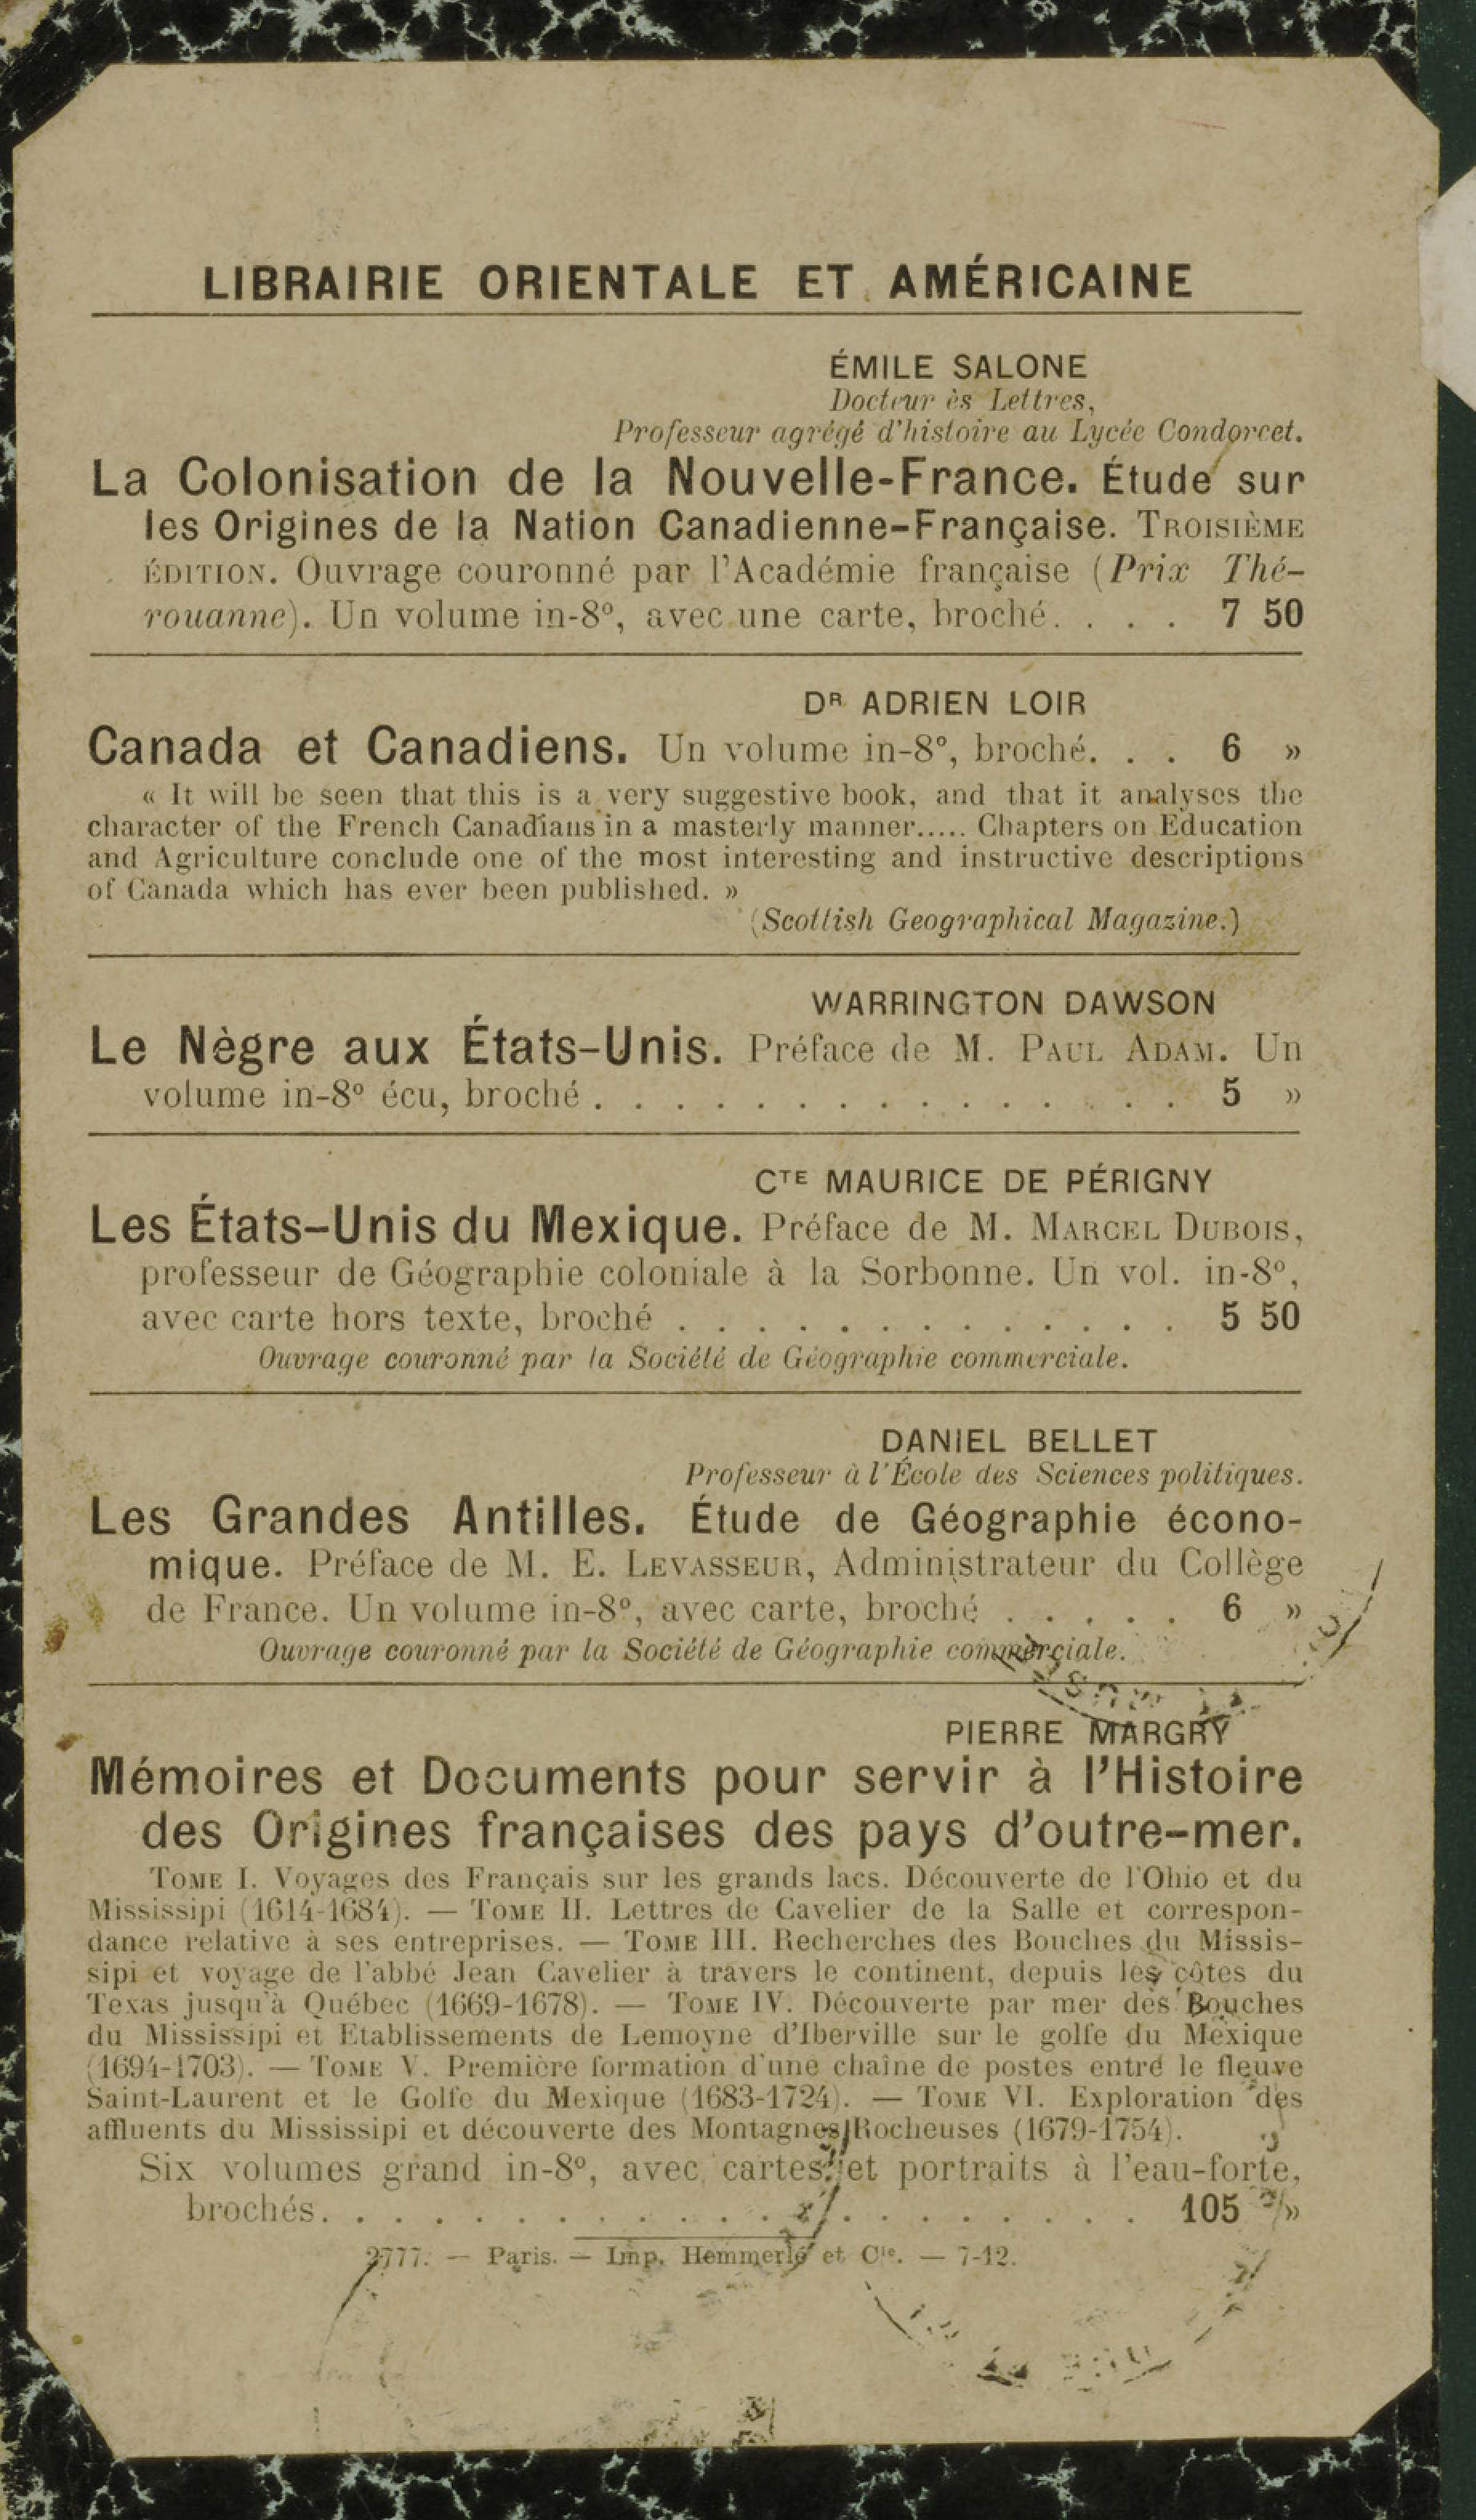 LIBRAIRIE ORIENTALE ET AMÉRICAINE
ÉMILE SALONE
Docteur ès Lettres,
Professeur agrégé d'histoire au Lycée Condorcet.
La Colonisation de la Nouvelle-France. Étude sur
les Origines de la Nation Canadienne-Française. TROISIÈME
ÉDITION. Ouvrage couronné par l'Académie française (Prix Thé-
rouanne). Un volume in-8º, avec une carte, broché. . . . 7 50
DR ADRIEN LOIR
Canada et Canadiens. Un volume in-8º, broché. . . 6 »
« It will be seen that this is a very suggestive book, and that it analyses the
character of the French Canadians in a masterly manner..... Chapters on Education
and Agriculture conclude one of the most interesting and instructive descriptions
of Canada which has ever been published. »
(Scottish Geographical Magazine.)
WARRINGTON DAWSON
Le Nègre aux États-Unis. Préface de M. PAUL ADAM. Un
volume in-8º écu, broché . . . . . . . . . . . . . . . 5 »
CTE MAURICE DE PÉRIGNY
Les États-Unis du Mexique. Préface de M. MARCEL DUBOIS,
professeur de Géographie coloniale à la Sorbonne. Un vol. in-8º,
avec carte hors texte, broché . . . . . . . . . . . . . 5 50
Ouvrage couronné par la Société de Géographie commerciale.
DANIEL BELLET
Professeur à l'École des Sciences politiques.
Les Grandes Antilles. Étude de Géographie écono-
mique. Préface de M. E. LEVASSEUR, Administrateur du Collège
de France. Un volume in-8º, avec carte, broché . . . . . 6 »
Ouvrage couronné par la Société de Géographie commerciale.
PIERRE MARGRY
Mémoires et Documents pour servir à l'Histoire
des Origines françaises des pays d'outre-mer.
TOME I. Voyages des Français sur les grands lacs. Découverte de l'Ohio et du
Mississipi (1614-1684). — TOME II. Lettres de Cavelier de la Salle et correspon-
dance relative à ses entreprises. — TOME III. Recherches des Bouches du Missis-
sipi et voyage de l'abbé Jean Cavelier à travers le continent, depuis les côtes du
Texas jusqu'à Québec (1669-1678). — TOME IV. Découverte par mer des Bouches
du Mississipi et Etablissements de Lemoyne d'Iberville sur le golfe du Mexique
(1694-1703). — TOME V. Première formation d'une chaîne de postes entre le fleuve
Saint-Laurent et le Golfe du Mexique (1683-1724). — TOME VI. Exploration des
affluents du Mississipi et découverte des Montagnes Rocheuses (1679-1754).
Six volumes grand in-8º, avec cartes et portraits à l'eau-forte,
brochés. . . . . . . . . . . . . . . . . . . . . 105 »
2777. — Paris. — Imp. Hemmerlé et Cie. — 7-12.